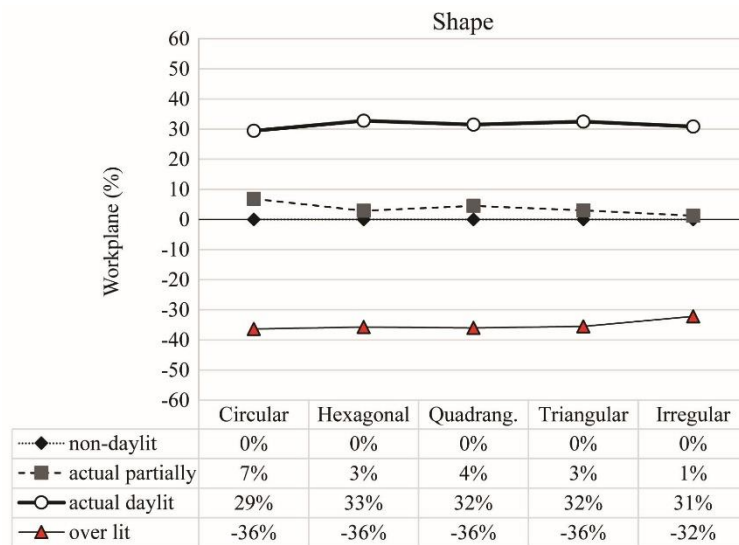 Shape
Workplane (%)
60
50
40
30
20
10
0
-10
-20
-30
-40
-50
-60
Circular Hexagonal Quadrang. Triangular Irregular
non-daylit 0% 0% 0% 0% 0%
actual partially 7% 3% 4% 3% 1%
actual daylit 29% 33% 32% 32% 31%
over lit -36% -36% -36% -36% -32%